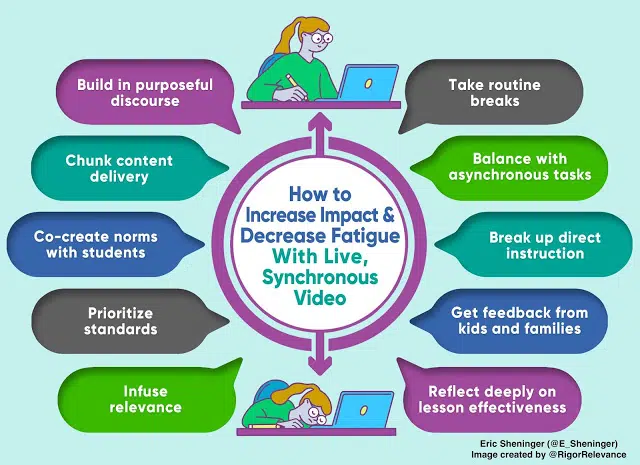 How to
Increase Impact &
Decrease Fatigue
With Live,
Synchronous
Video
Build in purposeful
discourse
Chunk content
delivery
Co-create norms
with students
Prioritize
standards
Infuse
relevance
Take routine
breaks
Balance with
asynchronous tasks
Break up direct
instruction
Get feedback from
kids and families
Reflect deeply on
lesson effectiveness
Eric Sheninger (@E_Sheninger)
Image created by @RigorRelevance